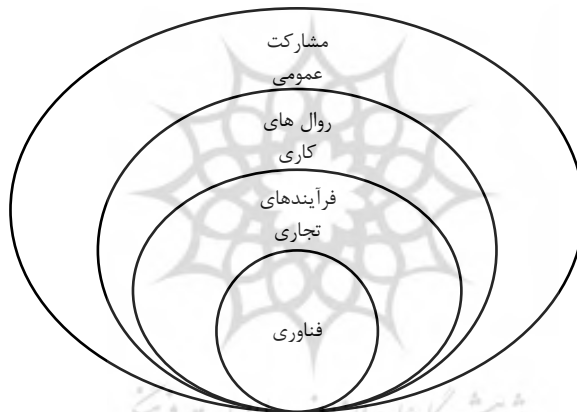 مشارکت
عمومی
روال های
کاری
فرآیندهای
تجاری
فناوری